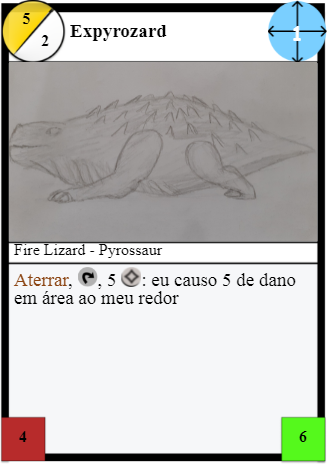 5
2
Expyrozard
1
Fire Lizard - Pyrossaur
Aterrar, , 5 : eu causo 5 de dano
em área ao meu redor
4
6